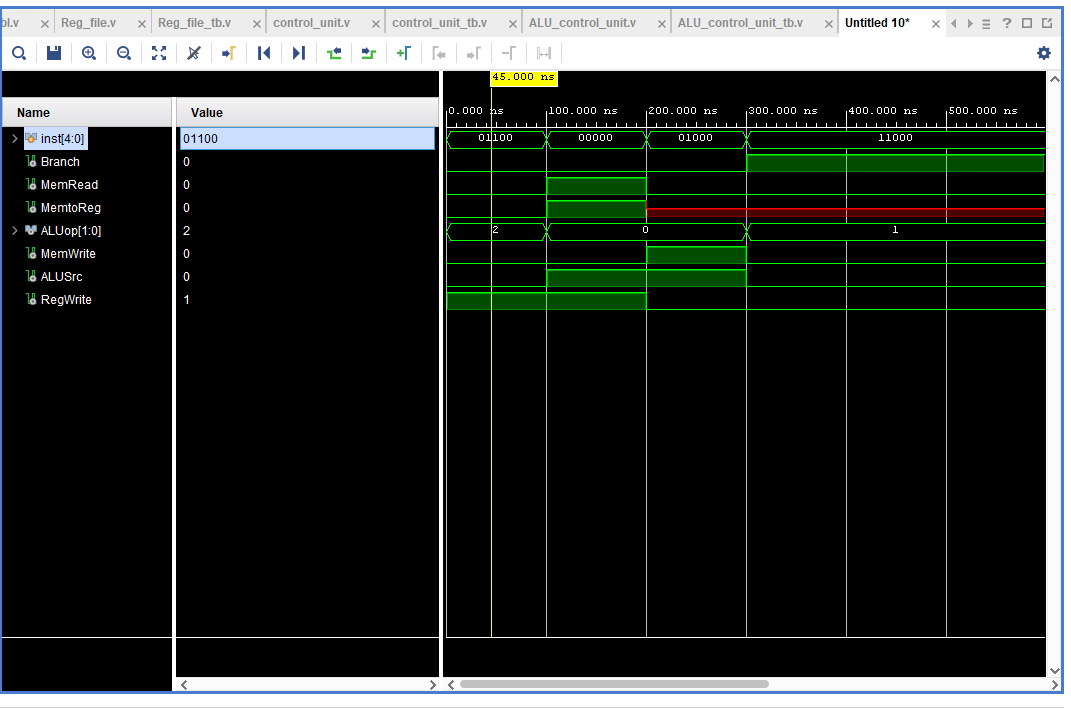 bl.v Reg_file.v Reg_file_tb.v control_unit.v control_unit_tb.v ALU_control_unit.v ALU_control_unit_tb.v Untitled 10*
45.000 ns
0.000 ns 100.000 ns 200.000 ns 300.000 ns 400.000 ns 500.000 ns
Name Value
inst[4:0] 01100 01100 00000 01000 11000
Branch 0
MemRead 0
MemtoReg 0
ALUop[1:0] 2 2 0 1
MemWrite 0
ALUSrc 0
RegWrite 1